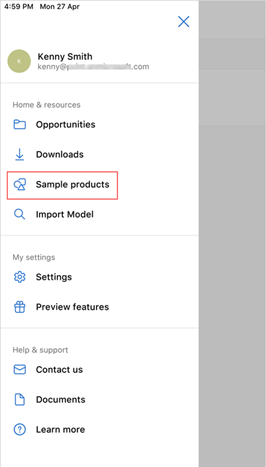 4:59 PM Mon 27 Apr
K
Kenny Smith
kenny@ .com
Home & resources
Opportunities
Downloads
Sample products
Import Model
My settings
Settings
Preview features
Help & support
Contact us
Documents
Learn more